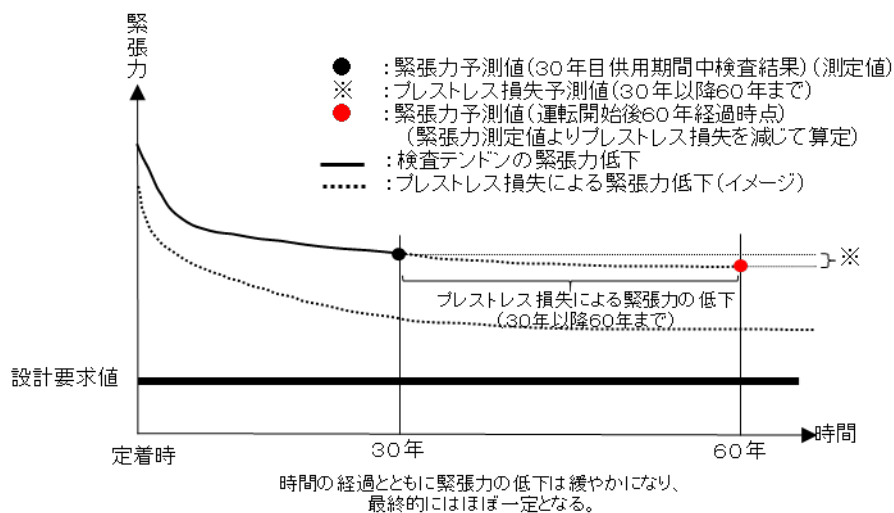 緊張力
● :緊張力予測値(30年目供用期間中検査結果)(測定値)
※ :プレストレス損失予測値(30年以降60年まで)
● :緊張力予測値(運転開始後60年経過時点)
(緊張力測定値よりプレストレス損失を減じて算定)
:検査テンドンの緊張力低下
:プレストレス損失による緊張力低下(イメージ)
※
プレストレス損失による緊張力の低下
(30年以降60年まで)
設計要求値
時間
定着時
30年
60年
時間の経過とともに緊張力の低下は緩やかになり、
最終的にはほぼ一定となる。